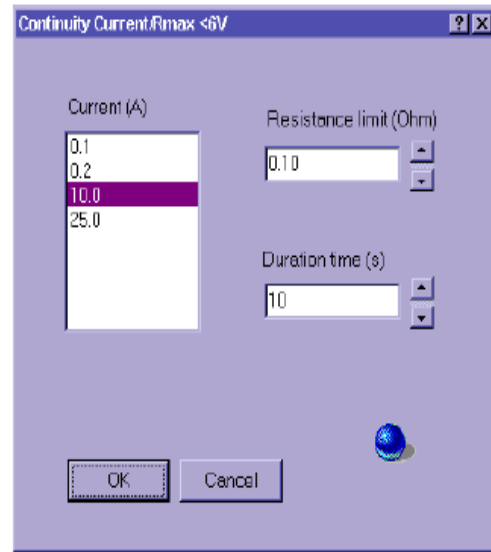 Continuity Current/Rmax <6V
Current (A)
0.1
0.2
10.0
25.0
Resistance limit (Ohm)
0.10
Duration time (s)
10
OK
Cancel